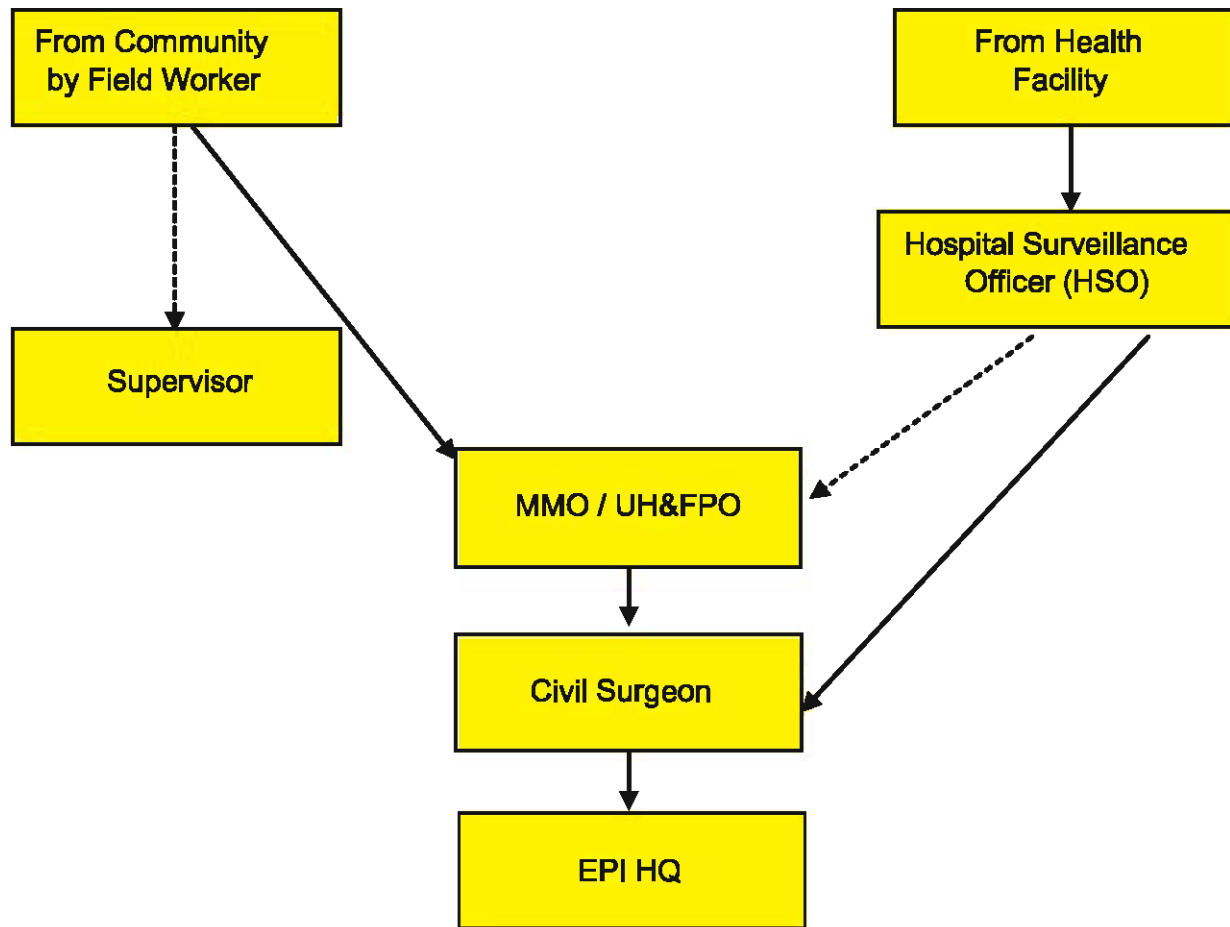 From Community
by Field Worker
From Health
Facility
Hospital Surveillance
Officer (HSO)
Supervisor
MMO / UH&FPO
Civil Surgeon
EPI HQ